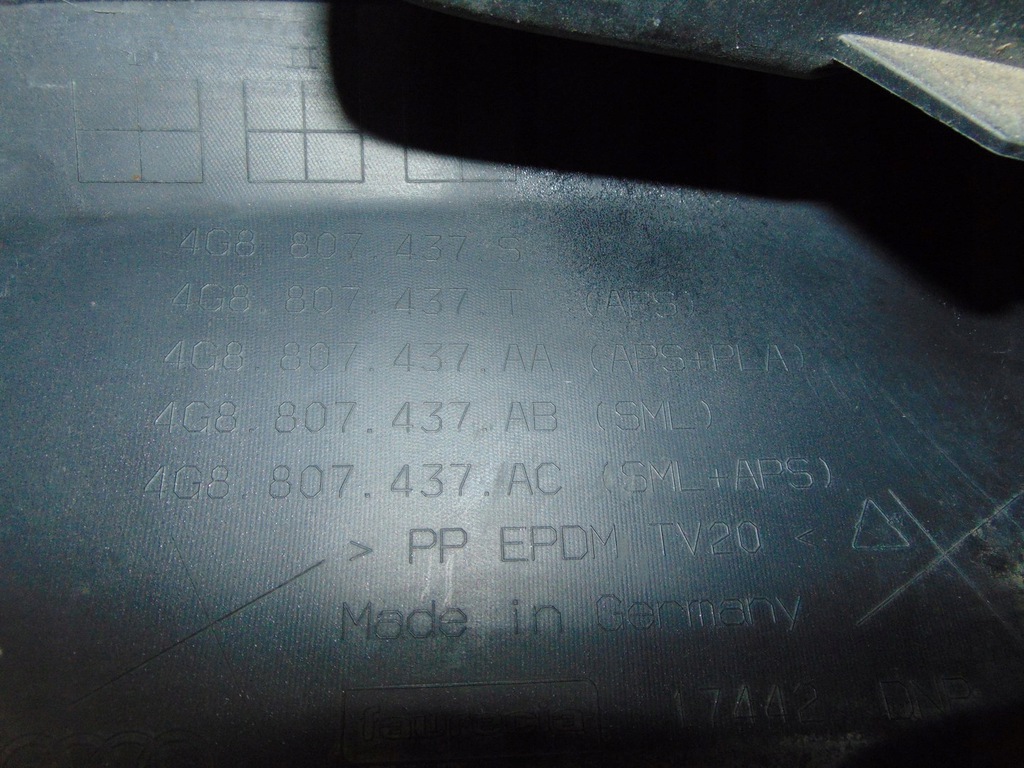 4G8.807.437.S
4G8.807.437.T (APS)
4G8.807.437.AA (APS+PLA)
4G8.807.437.AB (SML)
4G8.807.437.AC (SML+APS)
> PP EPDM TV20 <
Made in Germany
faurecia 17442